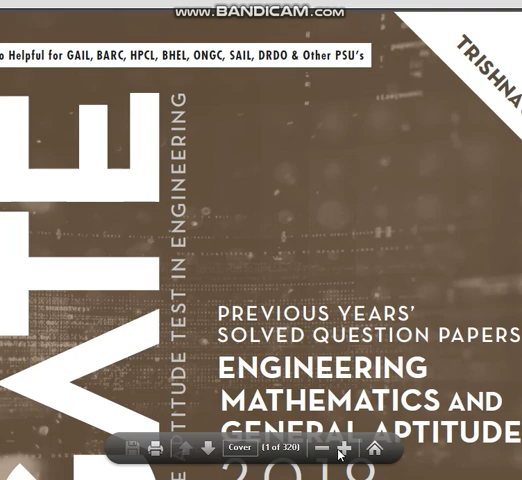 www.BANDICAM.com
o Helpful for GAIL, BARC, HPCL, BHEL, ONGC, SAIL, DRDO & Other PSU's
TRISHNA
ATE
E APTITUDE TEST IN ENGINEERING
PREVIOUS YEARS'
SOLVED QUESTION PAPERS
ENGINEERING
MATHEMATICS AND
GENERAL APTITUDE
Cover (1 of 320)
2018